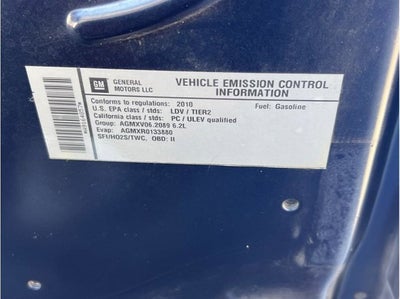 GM
GENERAL MOTORS LLC
VEHICLE EMISSION CONTROL INFORMATION
Conforms to regulations: 2010
Fuel: Gasoline
U.S. EPA class / stds: LDV / TIER2
California class / stds: PC / ULEV qualified
Group: AGMXV06.2089 6.2L
Evap: AGMXR0133880
SFI/HO2S/TWC, OBD: II